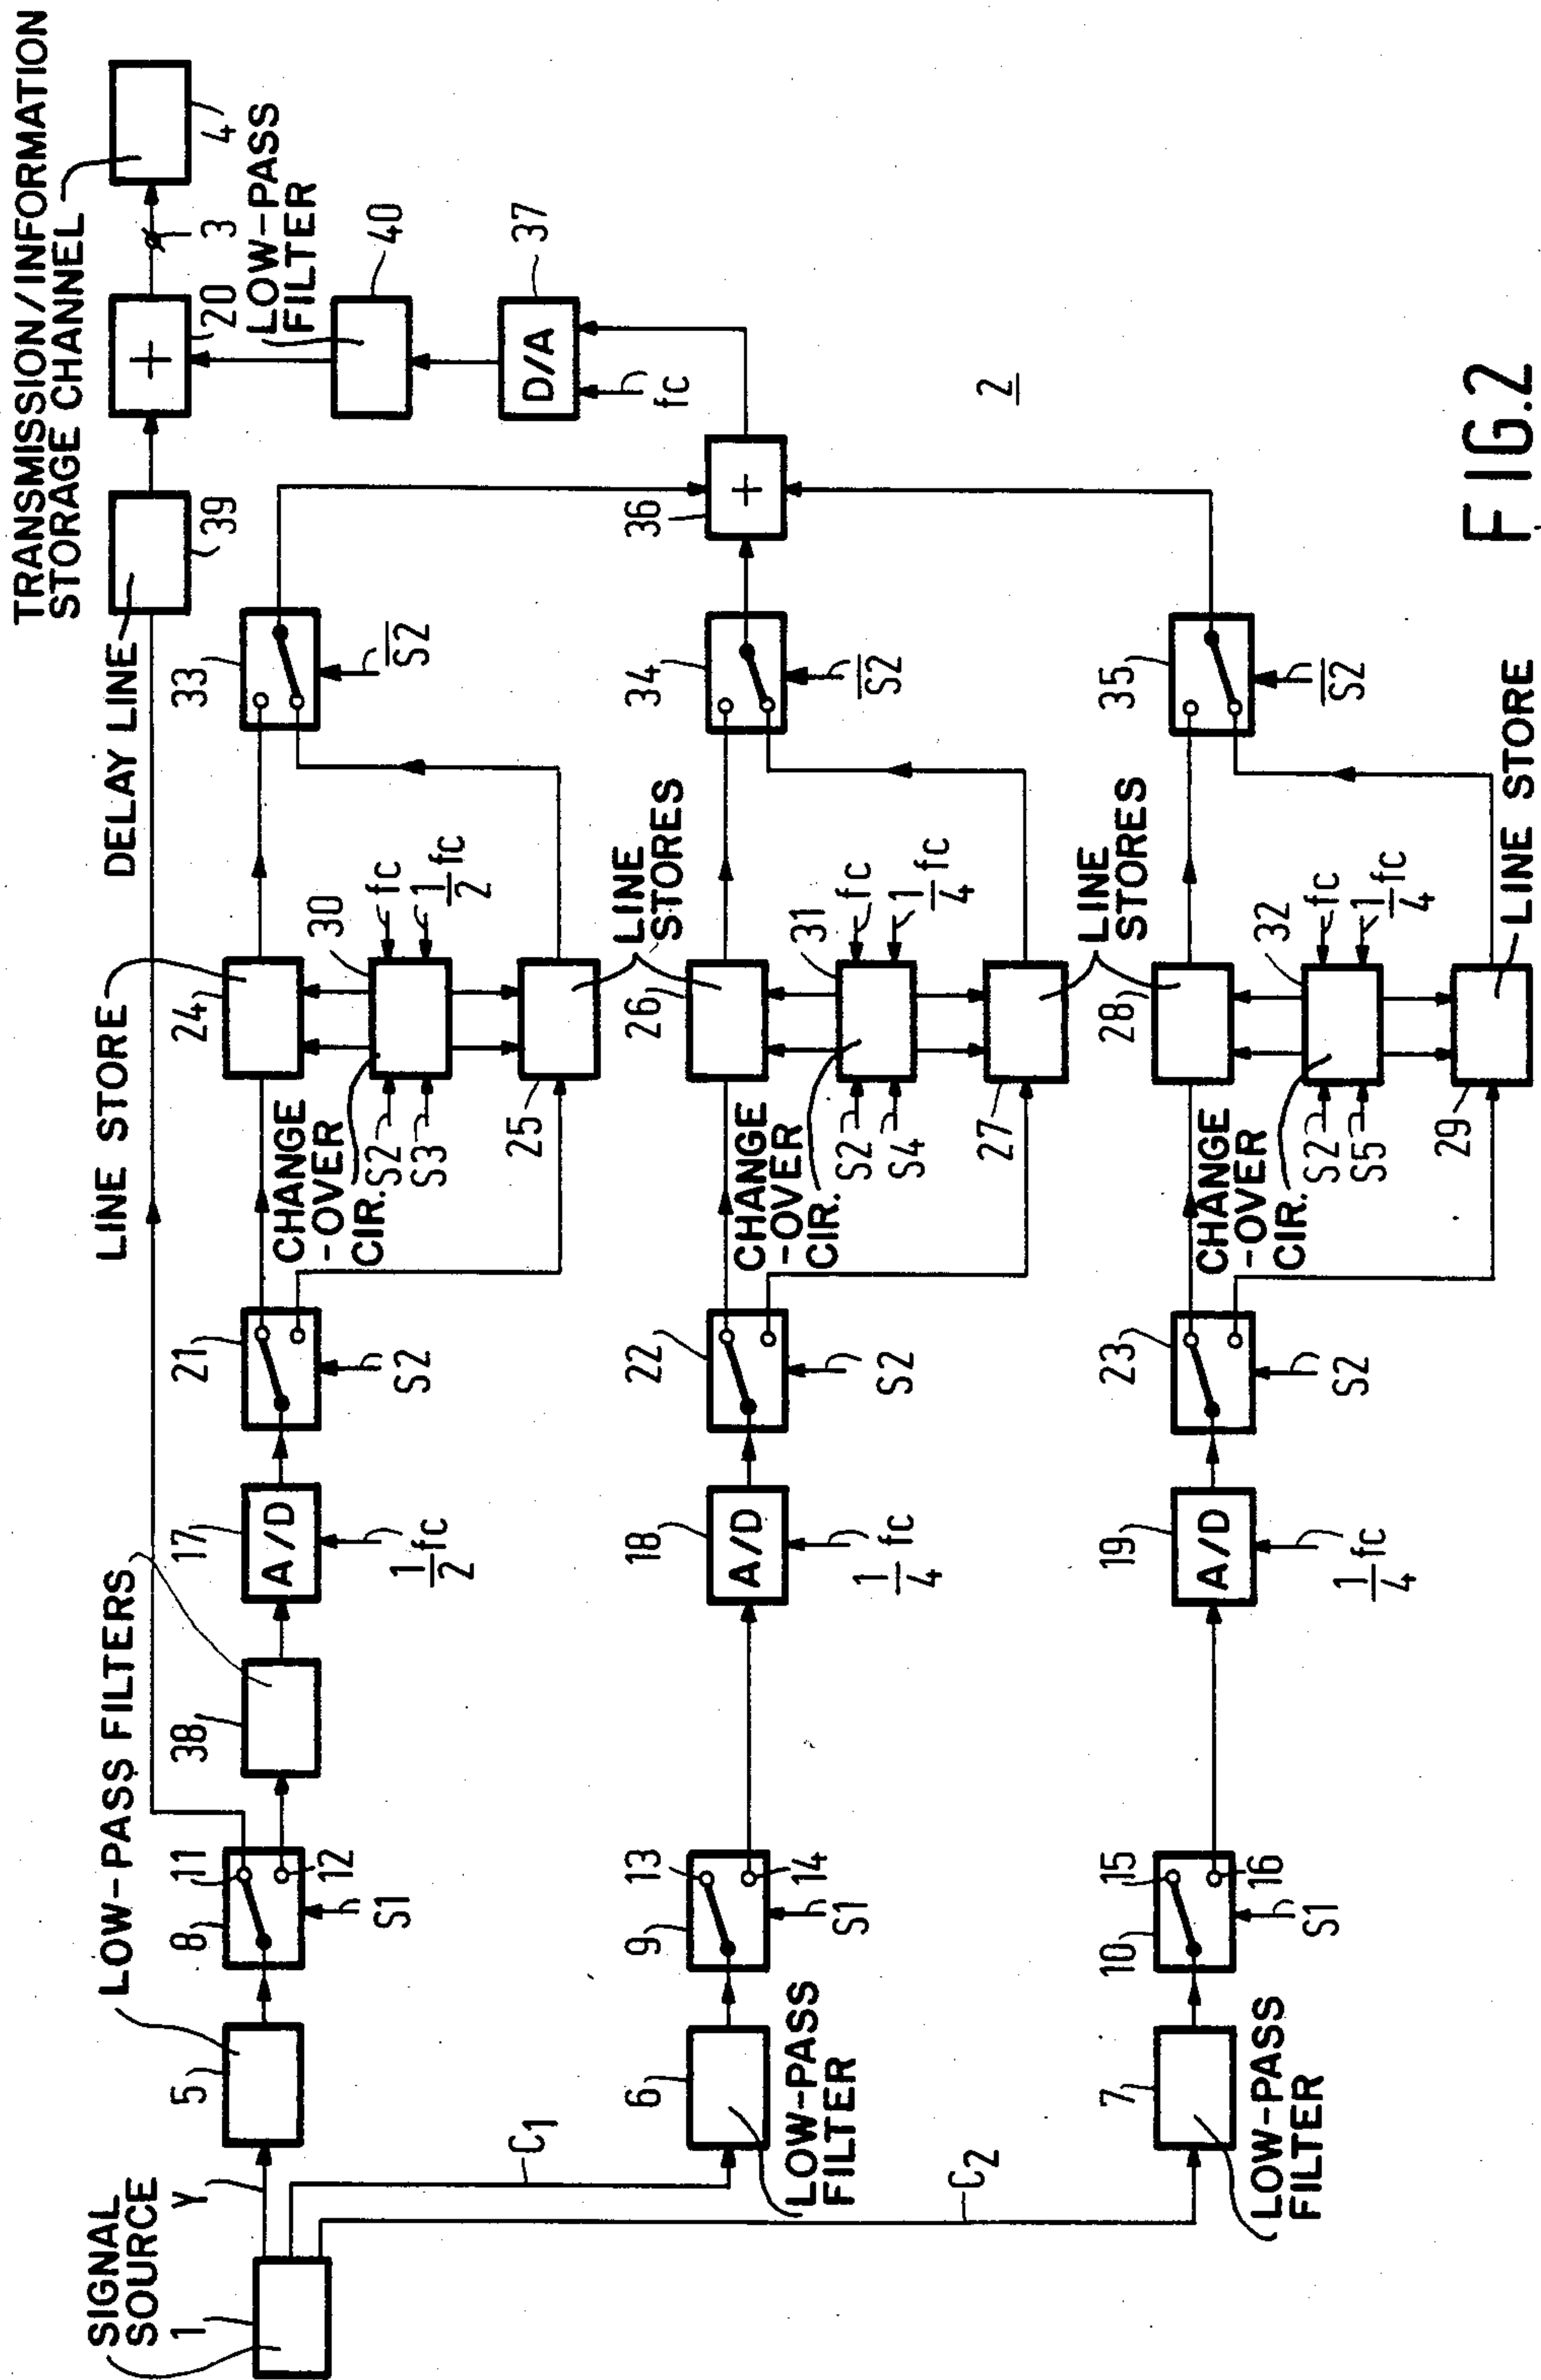 TRANSMISSION/INFORMATION
STORAGE CHANNEL
DELAY LINE
LINE STORE
LOW-PASS FILTERS
SIGNAL
SOURCE
1
Y
5
8
11
12
S1
38
17
A/D
1/2 fc
21
S2
CHANGE
-OVER
CIR.
24
30
fc
1/2 fc
S2
S3
25
33
S2
39
20
+
3
4
LOW-PASS
FILTER
40
37
D/A
fc
C1
6
LOW-PASS
FILTER
9
13
14
S1
18
A/D
1/4 fc
22
S2
CHANGE
-OVER
CIR.
26
31
fc
1/4 fc
S2
S4
27
LINE
STORES
34
S2
36
+
2
C2
7
LOW-PASS
FILTER
10
15
16
S1
19
A/D
1/4 fc
23
S2
CHANGE
-OVER
CIR.
28
32
fc
1/4 fc
S2
S5
29
LINE
STORES
35
S2
LINE STORE
FIG.2